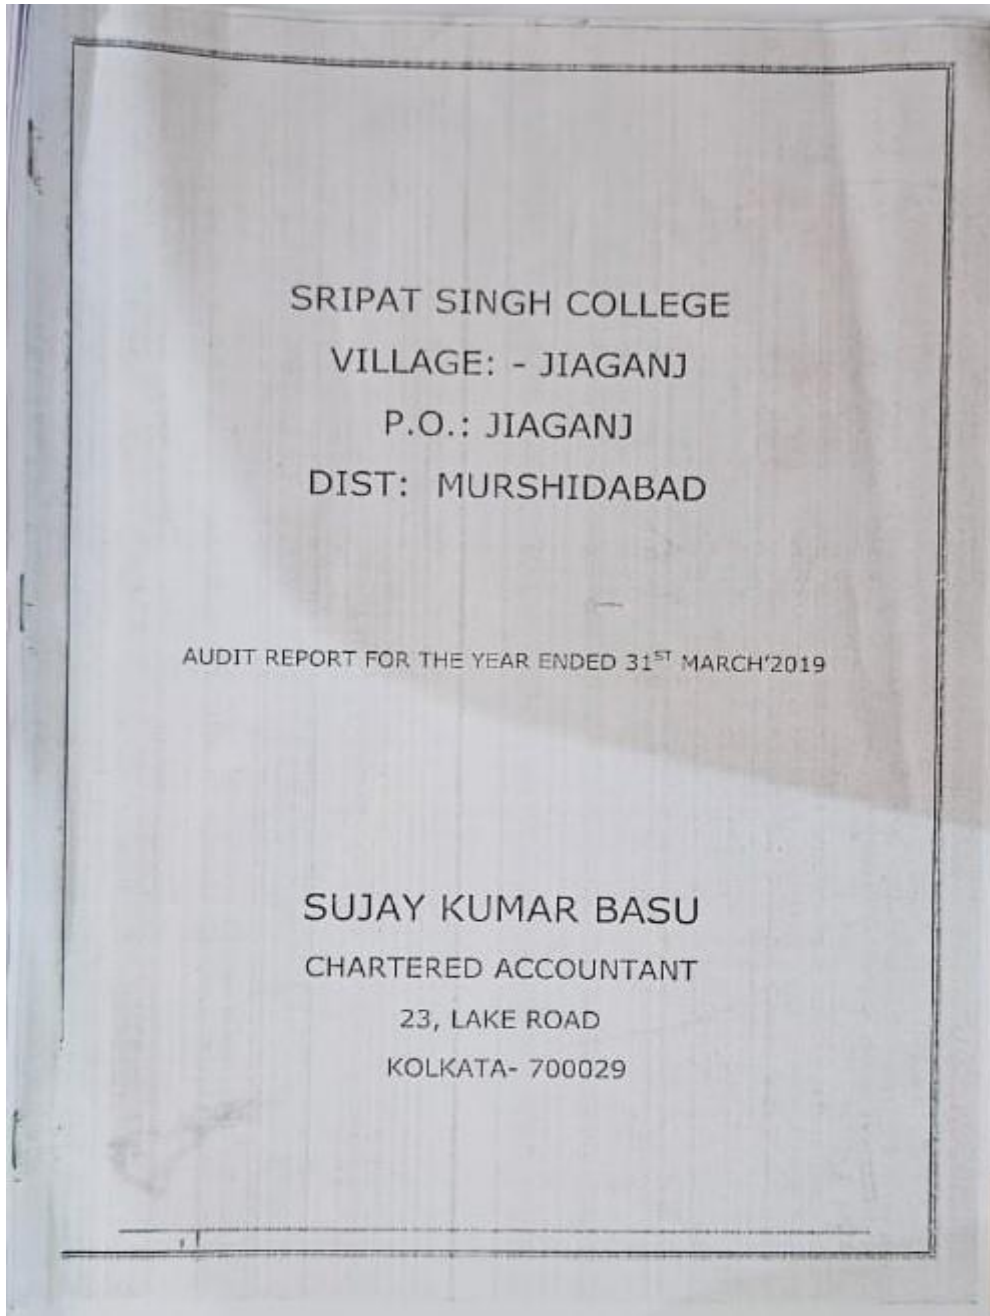 SRIPAT SINGH COLLEGE
VILLAGE: - JIAGANJ
P.O.: JIAGANJ
DIST: MURSHIDABAD
AUDIT REPORT FOR THE YEAR ENDED 31ST MARCH'2019
SUJAY KUMAR BASU
CHARTERED ACCOUNTANT
23, LAKE ROAD
KOLKATA- 700029